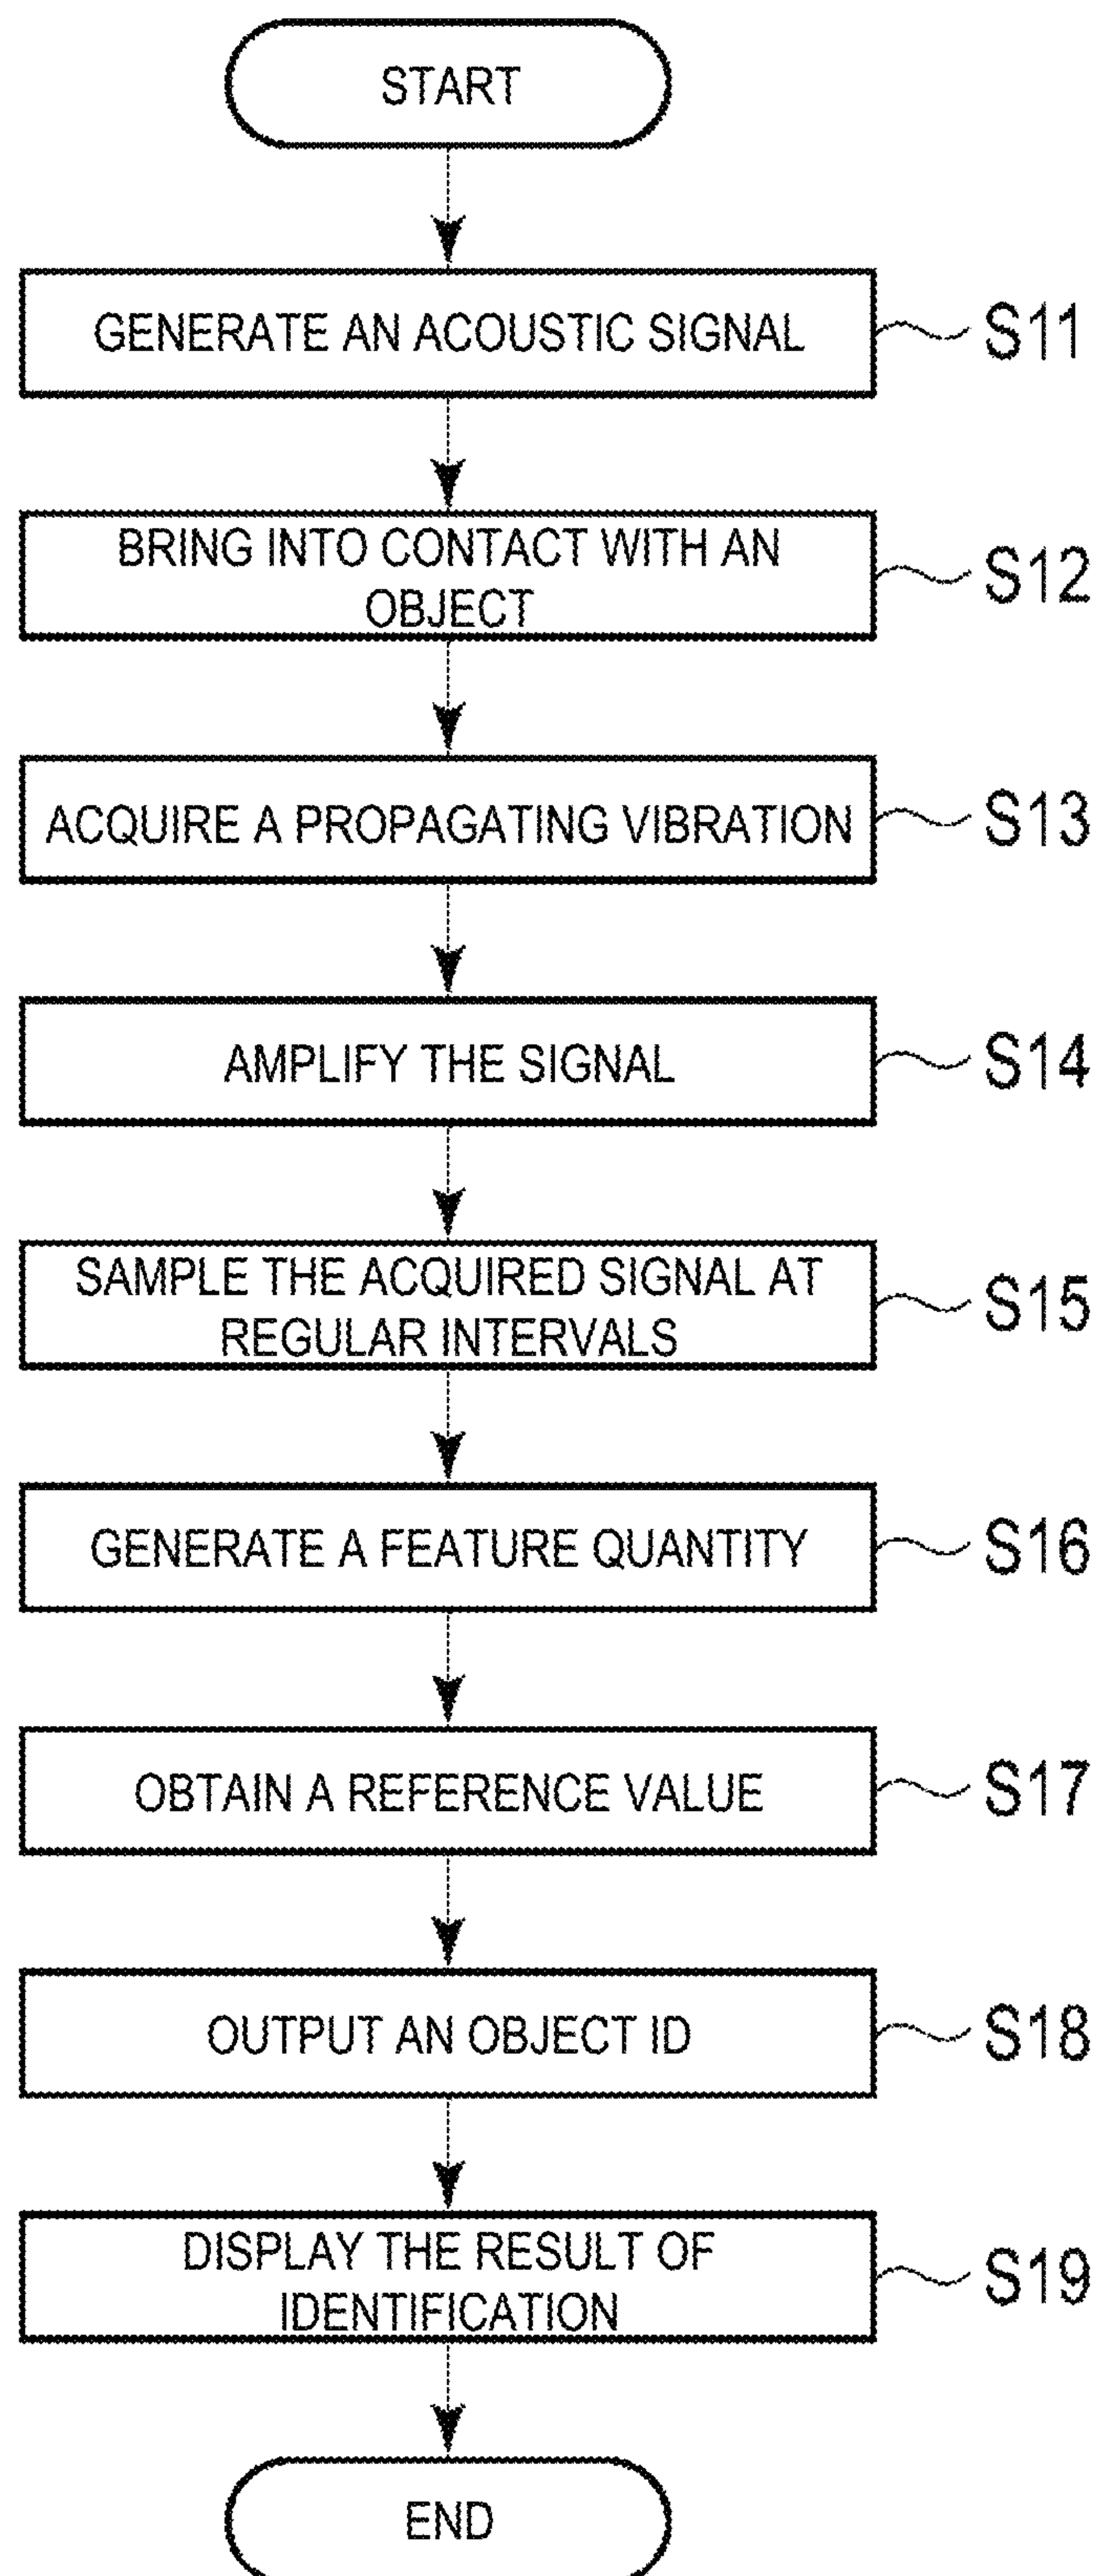 START
GENERATE AN ACOUSTIC SIGNAL
S11
BRING INTO CONTACT WITH AN
OBJECT
S12
ACQUIRE A PROPAGATING VIBRATION
S13
AMPLIFY THE SIGNAL
S14
SAMPLE THE ACQUIRED SIGNAL AT
REGULAR INTERVALS
S15
GENERATE A FEATURE QUANTITY
S16
OBTAIN A REFERENCE VALUE
S17
OUTPUT AN OBJECT ID
S18
DISPLAY THE RESULT OF
IDENTIFICATION
S19
END